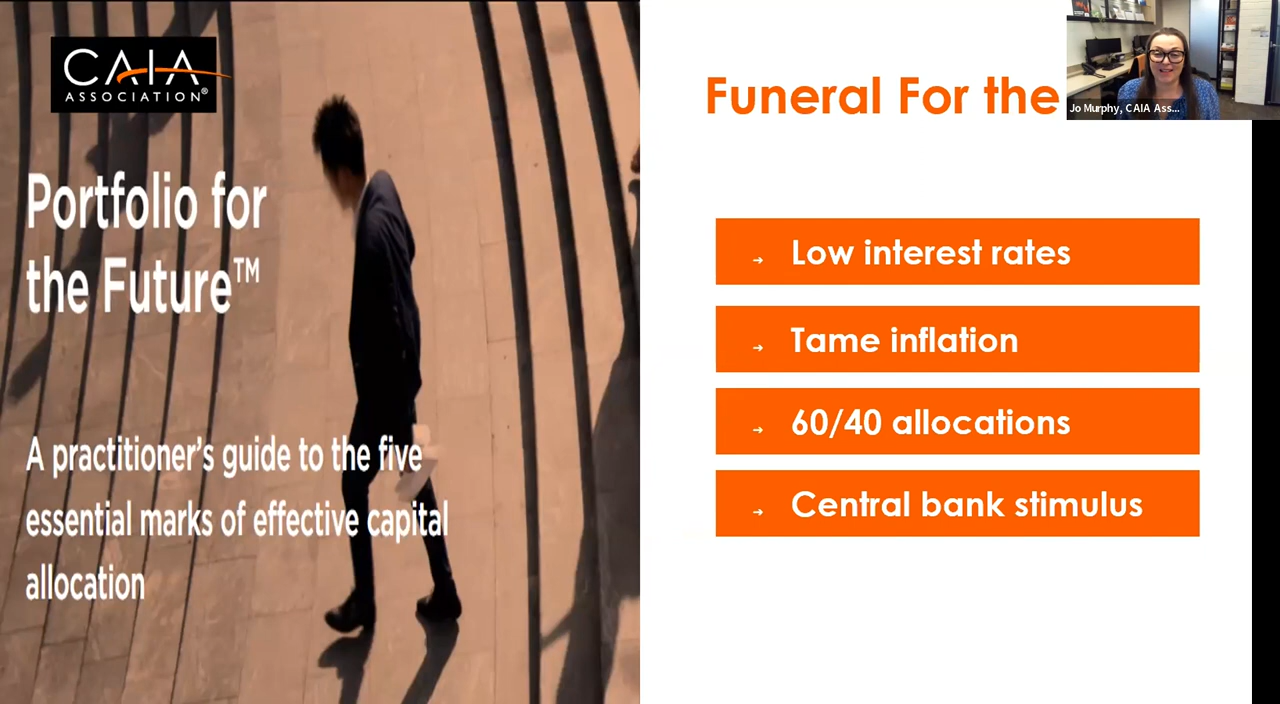 CAIA
ASSOCIATION®
Portfolio for
the Future™
A practitioner's guide to the five
essential marks of effective capital
allocation
Funeral For the
Jo Murphy, CAIA Ass...
→ Low interest rates
→ Tame inflation
→ 60/40 allocations
→ Central bank stimulus